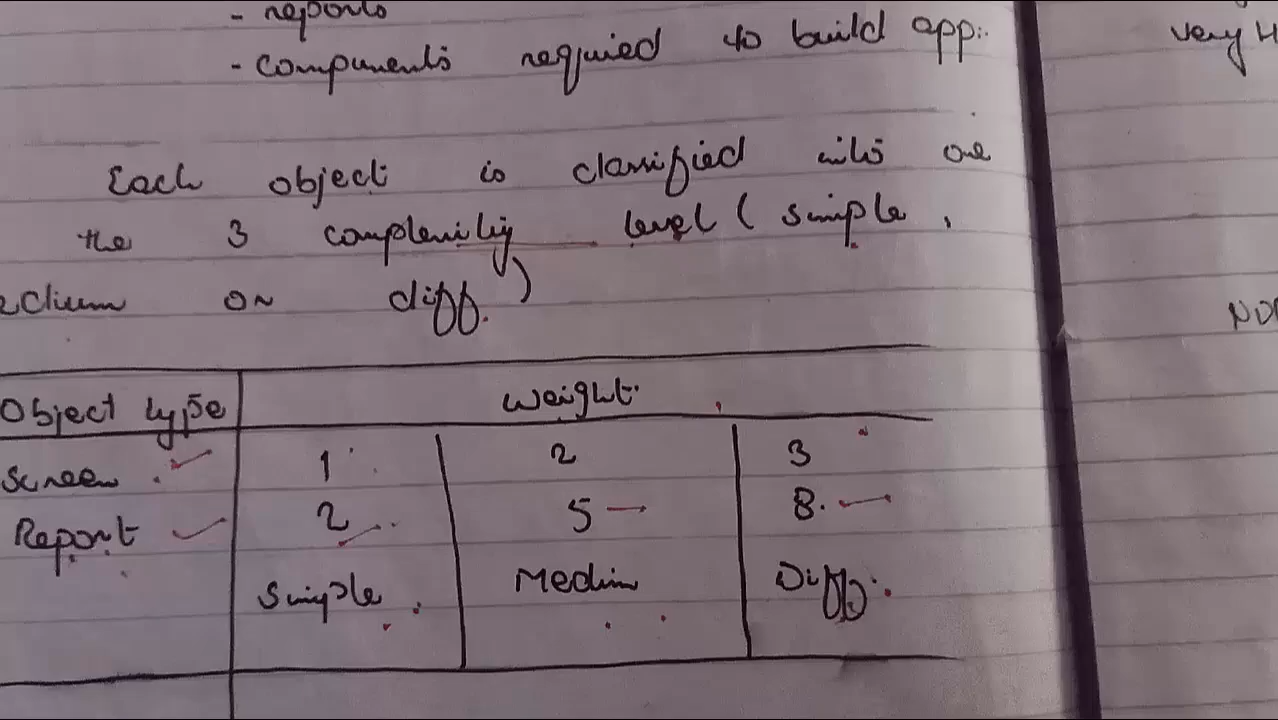 - reports
- components required to build app.
very H
Each object is classified into one
the 3 complexity level ( simple ,
edium or diff. )
Object type Weight
Screen 1 2 3
Report 2 5 8
Simple Medium Diff